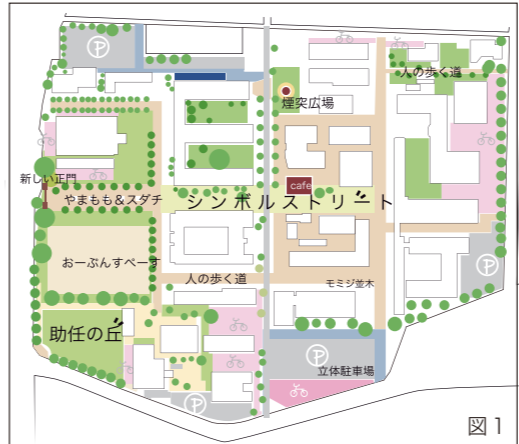 P
人の歩く道
煙突広場
新しい正門
cafe
やまもも&スダチ
シンボルストリート
おーぷんすぺーす
P
人の歩く道
モミジ並木
助任の丘
P
立体駐車場
P
図1